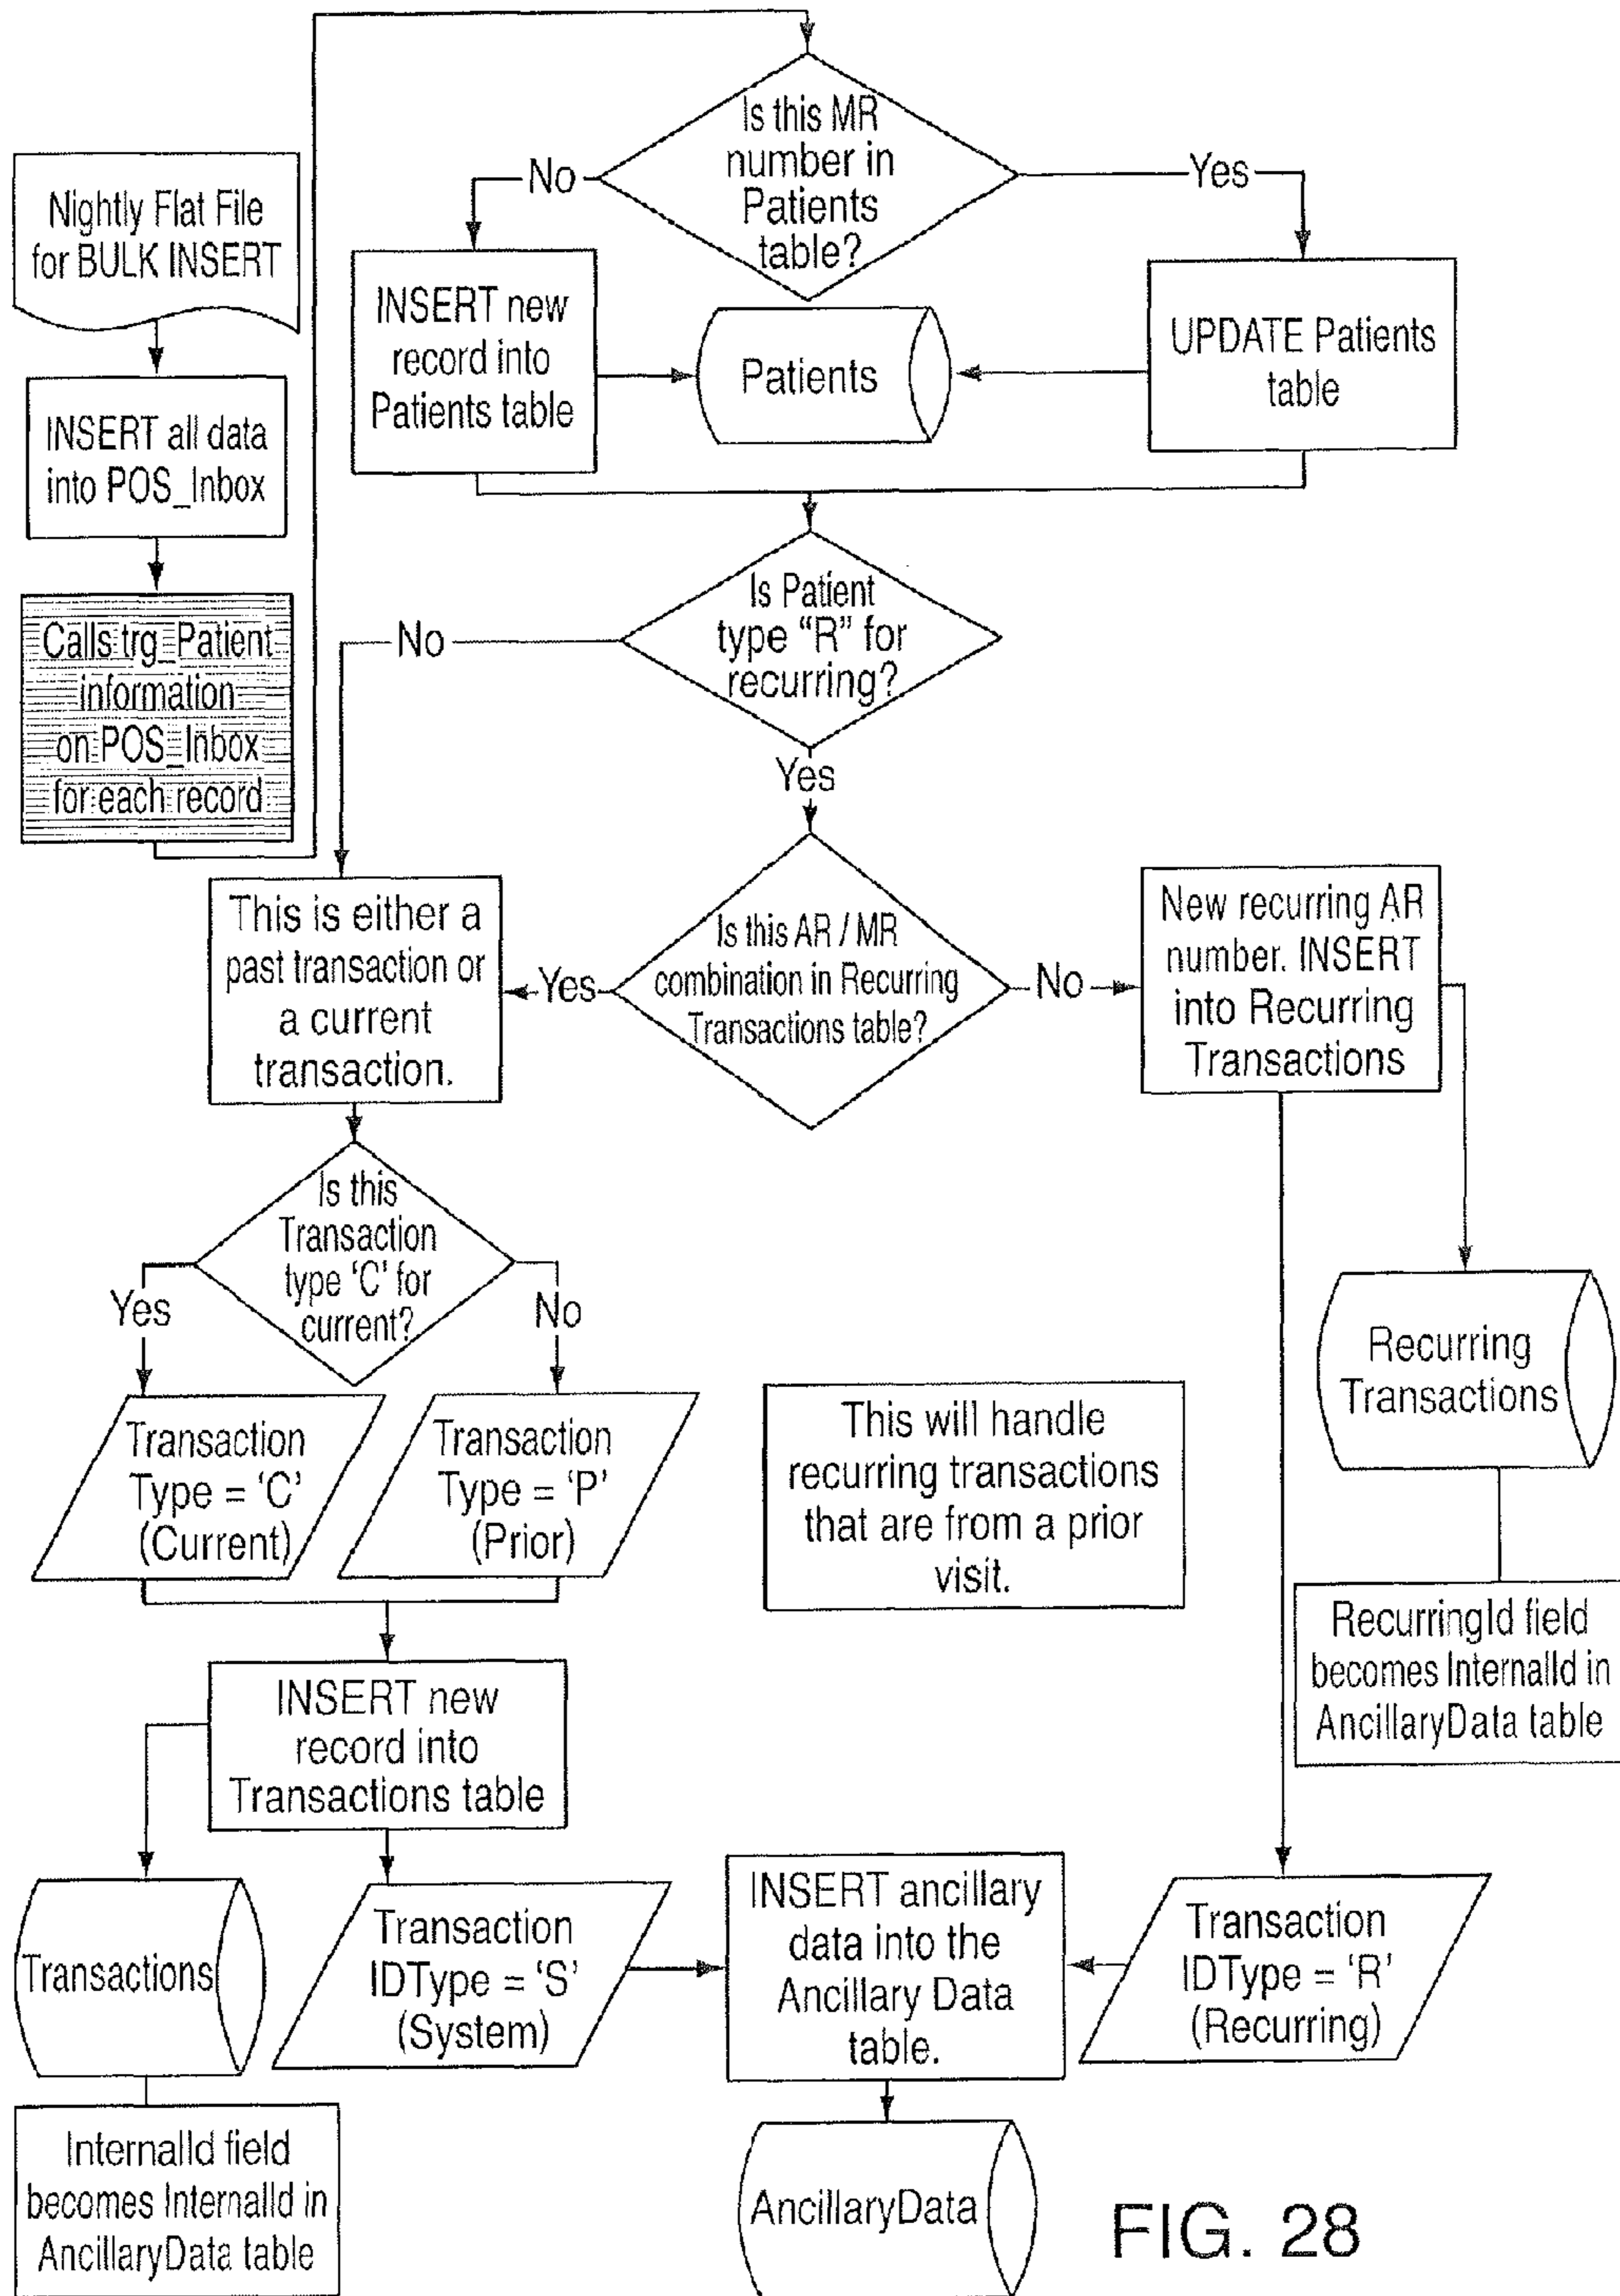 Nightly Flat File
for BULK INSERT
INSERT all data
into POS_Inbox
Calls trg_Patient
information
on POS_Inbox
for each record
Is this MR
number in
Patients
table?
No
Yes
INSERT new
record into
Patients table
Patients
UPDATE Patients
table
Is Patient
type "R" for
recurring?
No
Yes
This is either a
past transaction or
a current
transaction.
Yes
Is this AR / MR
combination in Recurring
Transactions table?
No
New recurring AR
number. INSERT
into Recurring
Transactions
Is this
Transaction
type 'C' for
current?
Yes
No
Transaction
Type = 'C'
(Current)
Transaction
Type = 'P'
(Prior)
This will handle
recurring transactions
that are from a prior
visit.
Recurring
Transactions
RecurringId field
becomes InternalId in
AncillaryData table
INSERT new
record into
Transactions table
Transactions
Transaction
IDType = 'S'
(System)
INSERT ancillary
data into the
Ancillary Data
table.
Transaction
IDType = 'R'
(Recurring)
InternalId field
becomes InternalId in
AncillaryData table
AncillaryData
FIG. 28